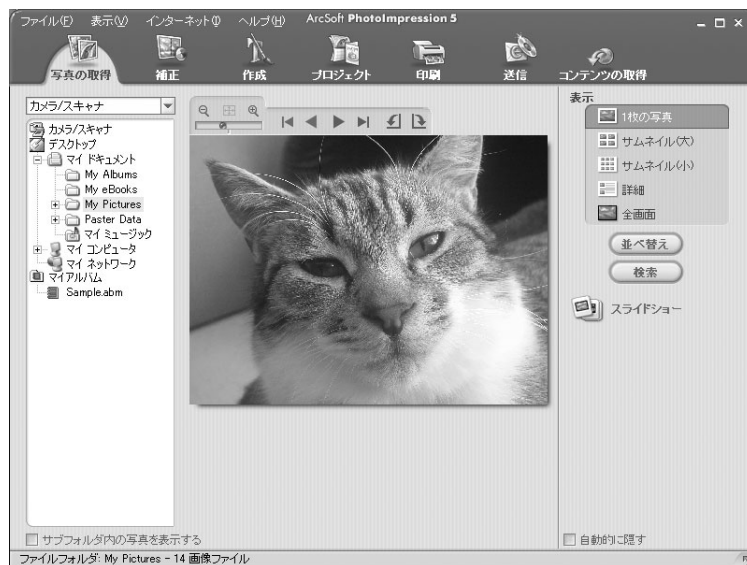 ファイル(F) 表示(V) インターネット(I) ヘルプ(H) ArcSoft PhotoImpression 5
写真の取得 補正 作成 プロジェクト 印刷 送信 コンテンツの取得
カメラ/スキャナ
カメラ/スキャナ
デスクトップ
マイ ドキュメント
My Albums
My eBooks
My Pictures
Paster Data
マイ ミュージック
マイ コンピュータ
マイ ネットワーク
マイアルバム
Sample.abm
サブフォルダ内の写真を表示する
表示
1枚の写真
サムネイル(大)
サムネイル(小)
詳細
全画面
並べ替え
検索
スライドショー
自動的に隠す
ファイルフォルダ: My Pictures - 14 画像ファイル